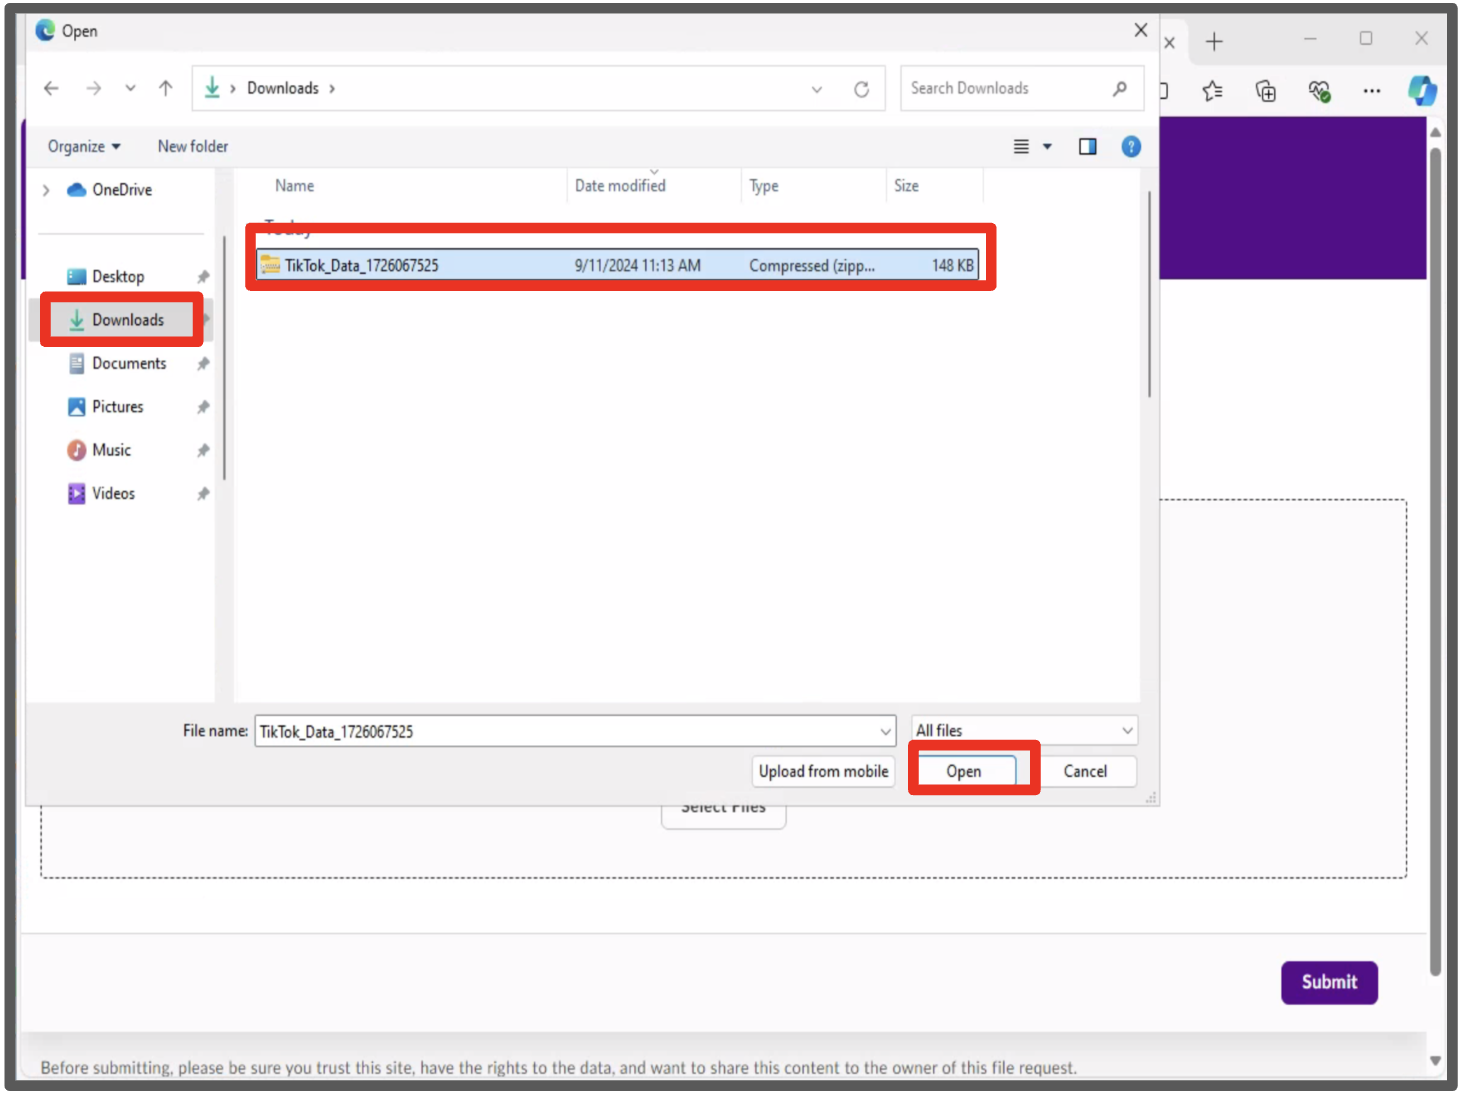 Open
Downloads
Search Downloads
Organize
New folder
OneDrive
Name
Date modified
Type
Size
Today
TikTok_Data_1726067525
9/11/2024 11:13 AM
Compressed (zipp...
148 KB
Desktop
Downloads
Documents
Pictures
Music
Videos
File name:
TikTok_Data_1726067525
All files
Upload from mobile
Open
Cancel
Select Files
Submit
Before submitting, please be sure you trust this site, have the rights to the data, and want to share this content to the owner of this file request.